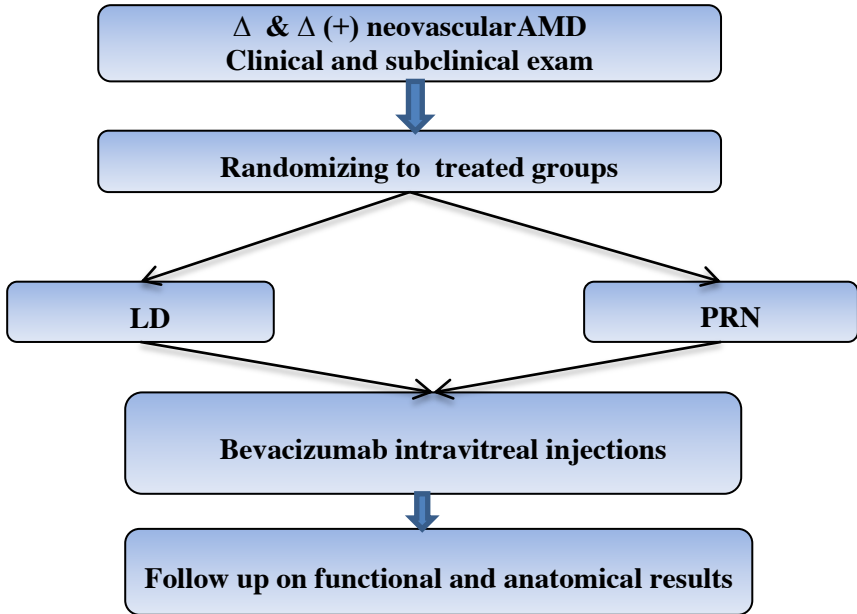 Δ & Δ (+) neovascularAMD
Clinical and subclinical exam
Randomizing to treated groups
LD
PRN
Bevacizumab intravitreal injections
Follow up on functional and anatomical results